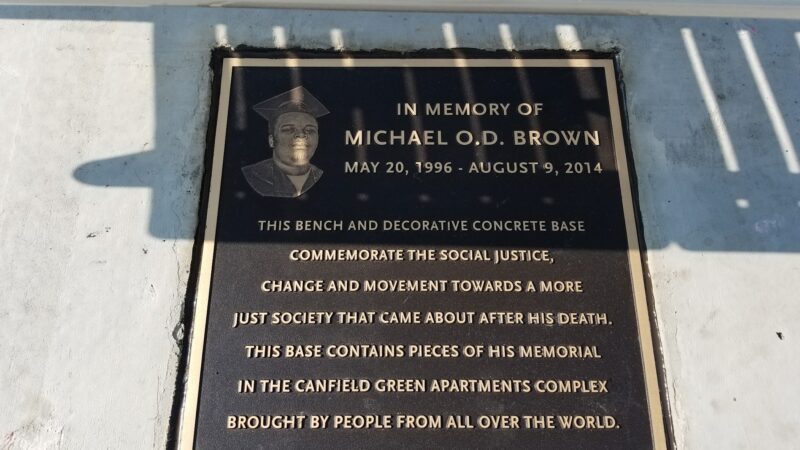 IN MEMORY OF
MICHAEL O.D. BROWN
MAY 20, 1996 - AUGUST 9, 2014
THIS BENCH AND DECORATIVE CONCRETE BASE
COMMEMORATE THE SOCIAL JUSTICE,
CHANGE AND MOVEMENT TOWARDS A MORE
JUST SOCIETY THAT CAME ABOUT AFTER HIS DEATH.
THIS BASE CONTAINS PIECES OF HIS MEMORIAL
IN THE CANFIELD GREEN APARTMENTS COMPLEX
BROUGHT BY PEOPLE FROM ALL OVER THE WORLD.